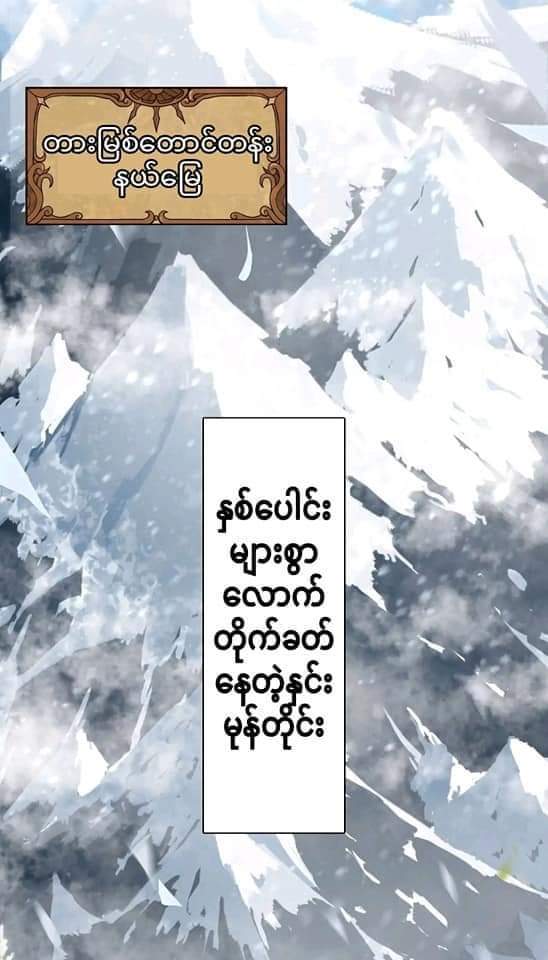 တားမြစ်တောင်တန်း
နယ်မြေ
နှစ်ပေါင်း
များစွာ
လောက်
တိုက်ခတ်
နေတဲ့နှင်း
မုန်တိုင်း